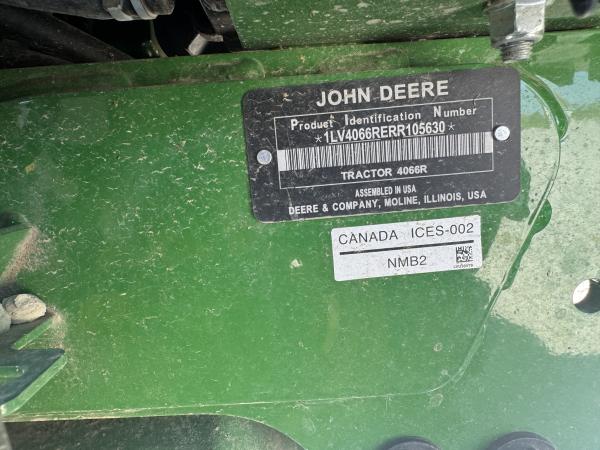 JOHN DEERE
Product Identification Number
*1LV4066RERR105630*
TRACTOR 4066R
ASSEMBLED IN USA
DEERE & COMPANY, MOLINE, ILLINOIS, USA
CANADA ICES-002
NMB2